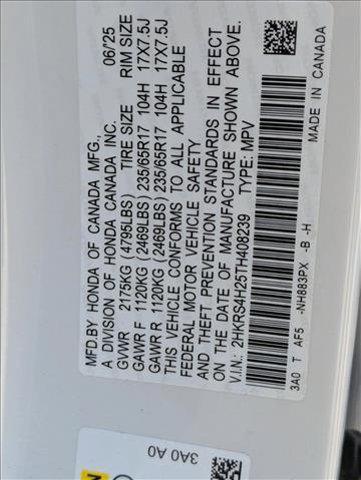 MFD.BY HONDA OF CANADA MFG., 06/25
A DIVISION OF HONDA CANADA INC.
GVWR 2175KG (4795LBS) TIRE SIZE RIM SIZE
GAWR F 1120KG (2469LBS) 235/65R17 104H 17X7.5J
GAWR R 1120KG (2469LBS) 235/65R17 104H 17X7.5J
THIS VEHICLE CONFORMS TO ALL APPLICABLE
FEDERAL MOTOR VEHICLE SAFETY
AND THEFT PREVENTION STANDARDS IN EFFECT
ON THE DATE OF MANUFACTURE SHOWN ABOVE.
V.I.N.: 2HKRS4H25TH408239 TYPE: MPV
3A0 T AF5 -NH883PX -B -H MADE IN CANADA
3A0 A0